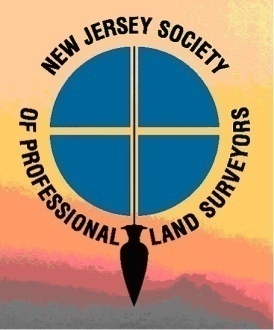 NEW JERSEY SOCIETY
OF PROFESSIONAL LAND SURVEYORS